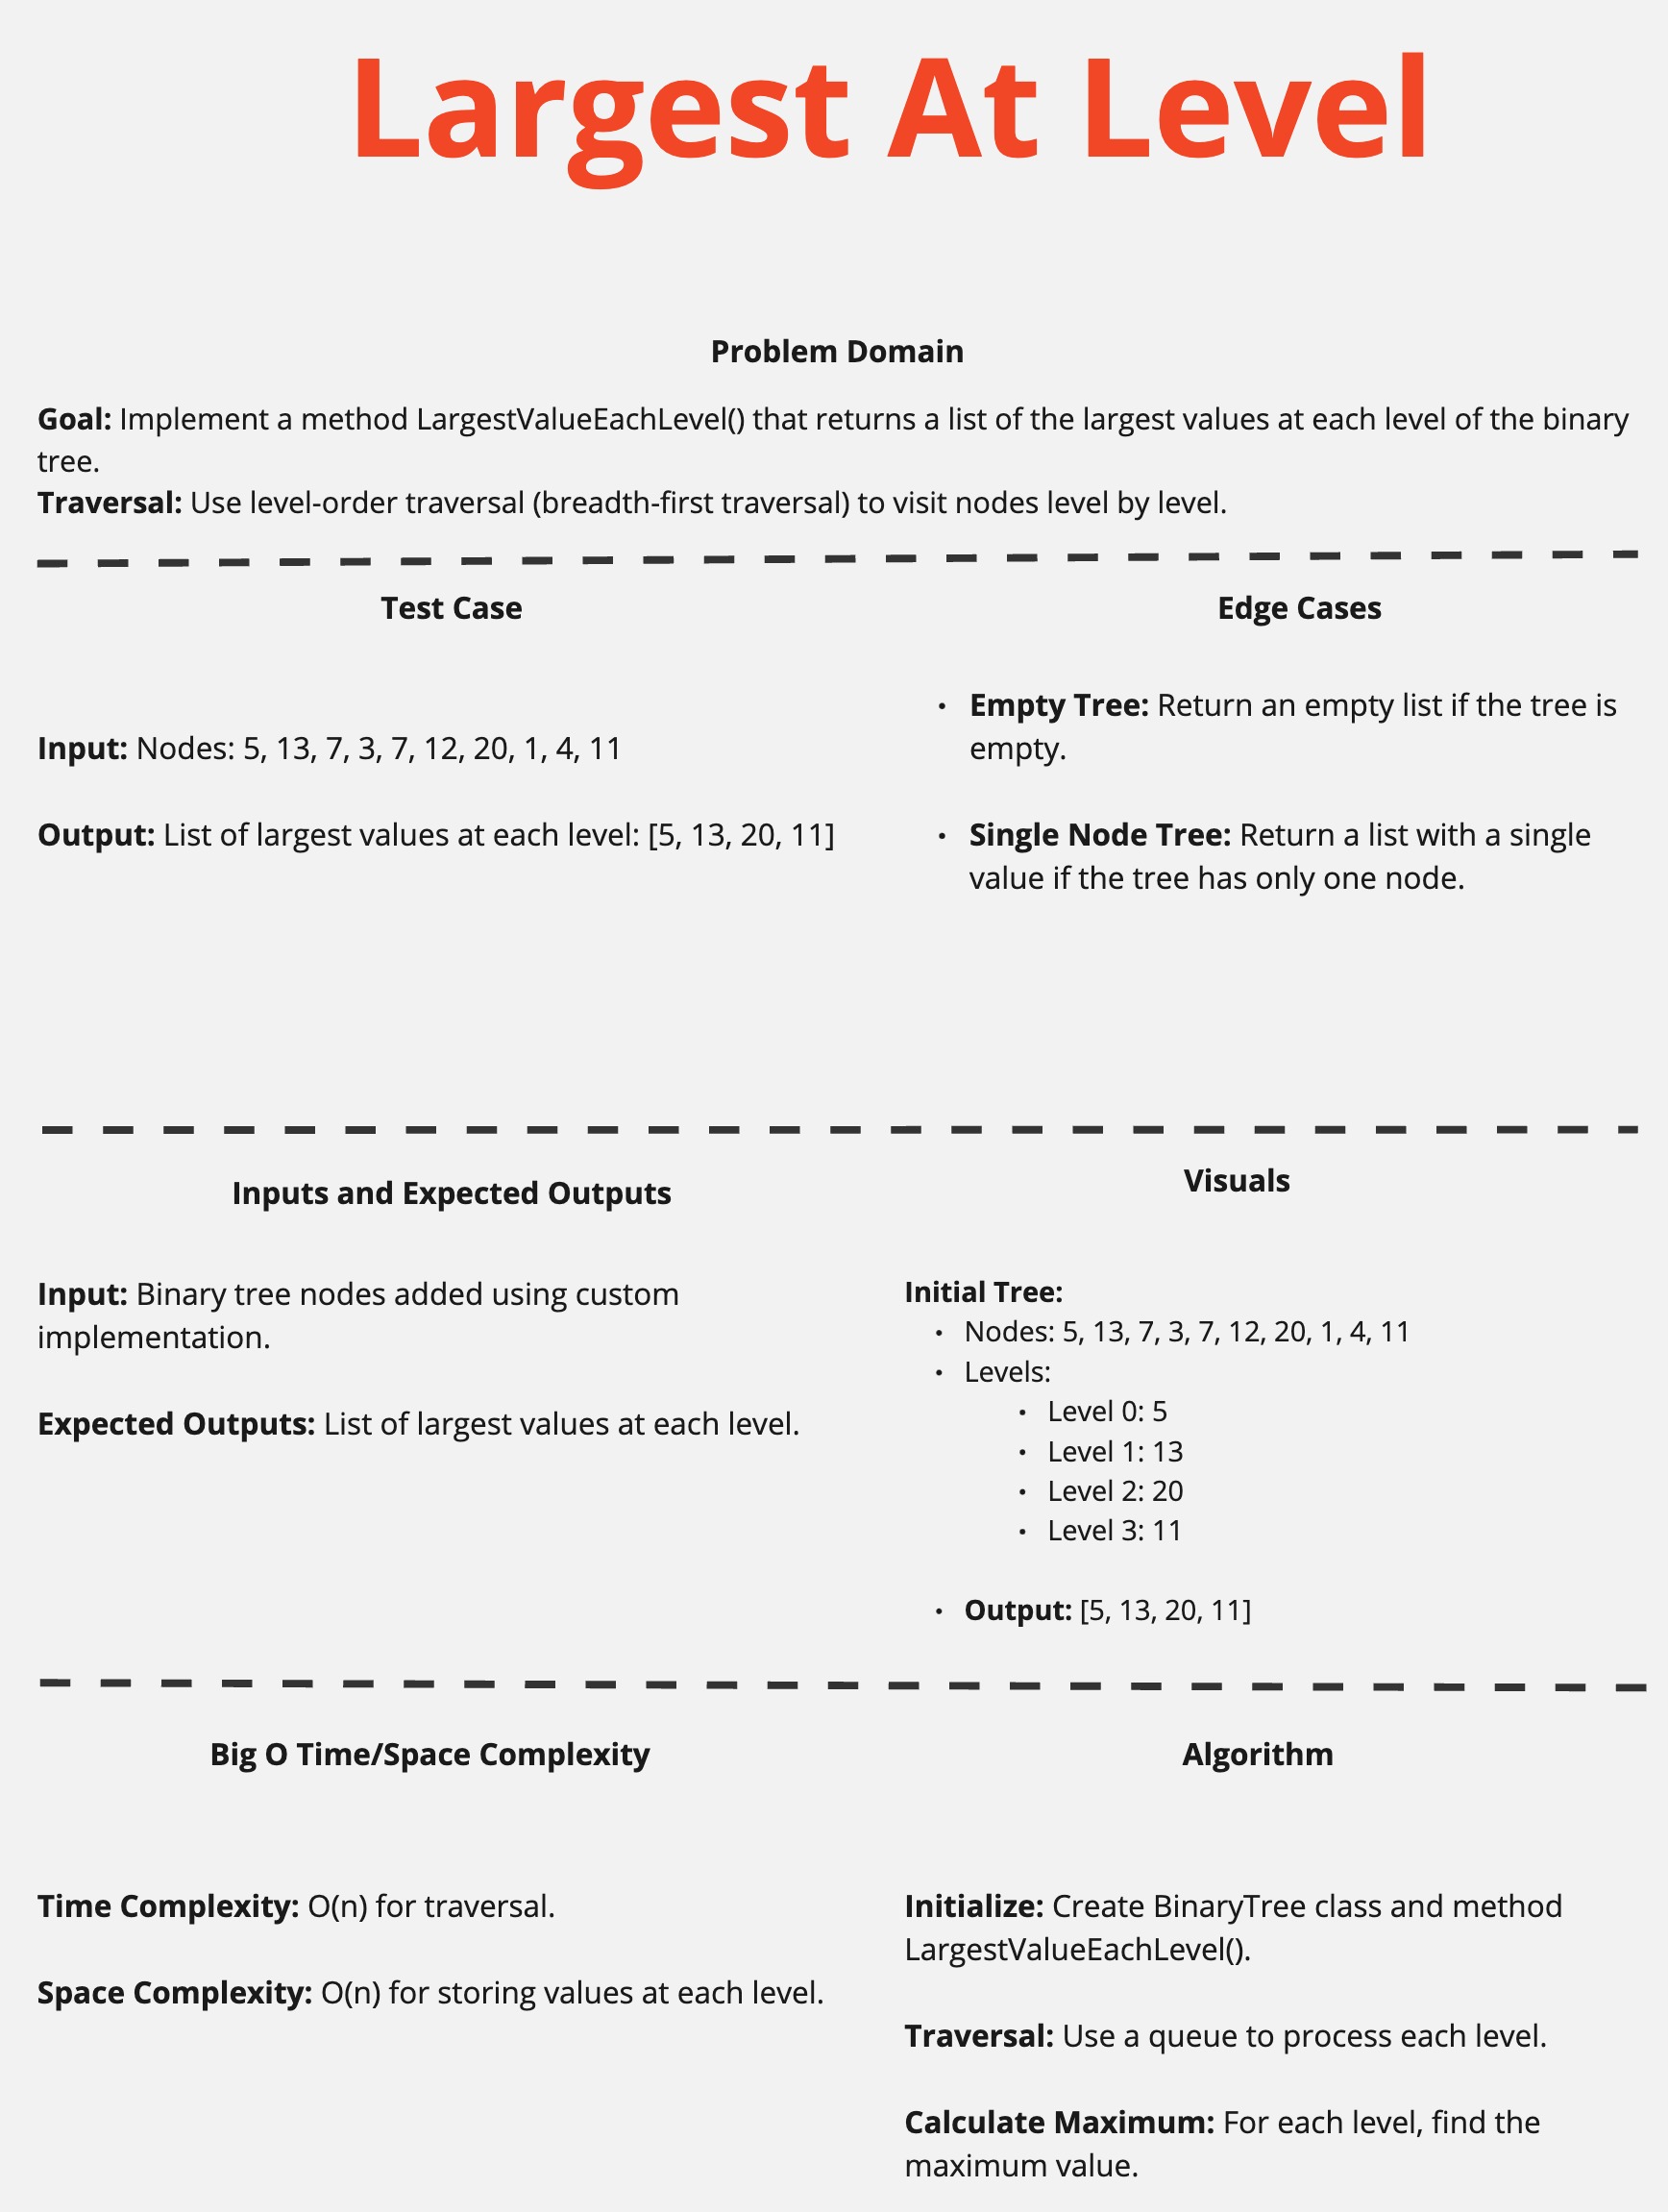 Largest At Level
Problem Domain
Goal: Implement a method LargestValueEachLevel() that returns a list of the largest values at each level of the binary
tree.
Traversal: Use level-order traversal (breadth-first traversal) to visit nodes level by level.
Test Case
Input: Nodes: 5, 13, 7, 3, 7, 12, 20, 1, 4, 11
Output: List of largest values at each level: [5, 13, 20, 11]
Edge Cases
• Empty Tree: Return an empty list if the tree is
empty.
• Single Node Tree: Return a list with a single
value if the tree has only one node.
Inputs and Expected Outputs
Input: Binary tree nodes added using custom
implementation.
Expected Outputs: List of largest values at each level.
Visuals
Initial Tree:
• Nodes: 5, 13, 7, 3, 7, 12, 20, 1, 4, 11
• Levels:
• Level 0: 5
• Level 1: 13
• Level 2: 20
• Level 3: 11
• Output: [5, 13, 20, 11]
Big O Time/Space Complexity
Time Complexity: O(n) for traversal.
Space Complexity: O(n) for storing values at each level.
Algorithm
Initialize: Create BinaryTree class and method
LargestValueEachLevel().
Traversal: Use a queue to process each level.
Calculate Maximum: For each level, find the
maximum value.